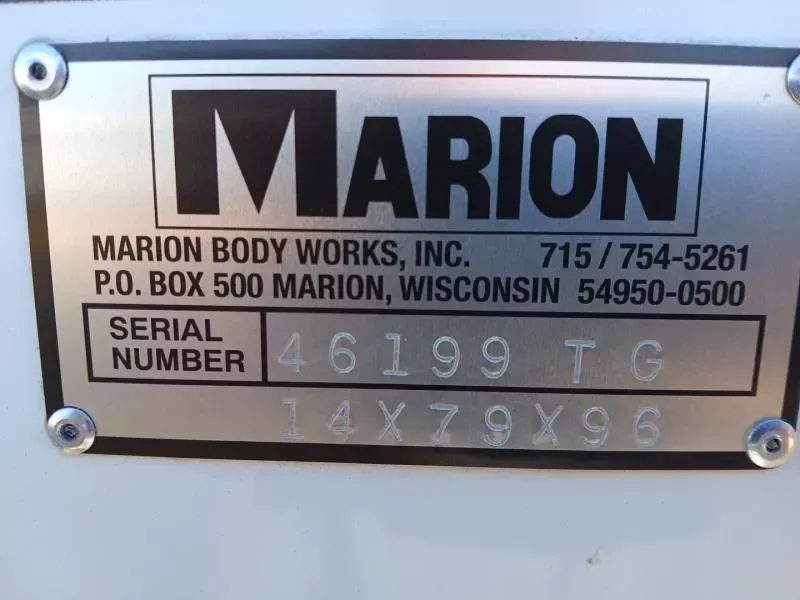 MARION
MARION BODY WORKS, INC. 715 / 754-5261
P.O. BOX 500 MARION, WISCONSIN 54950-0500
SERIAL
NUMBER 46199 TG
14X79X96